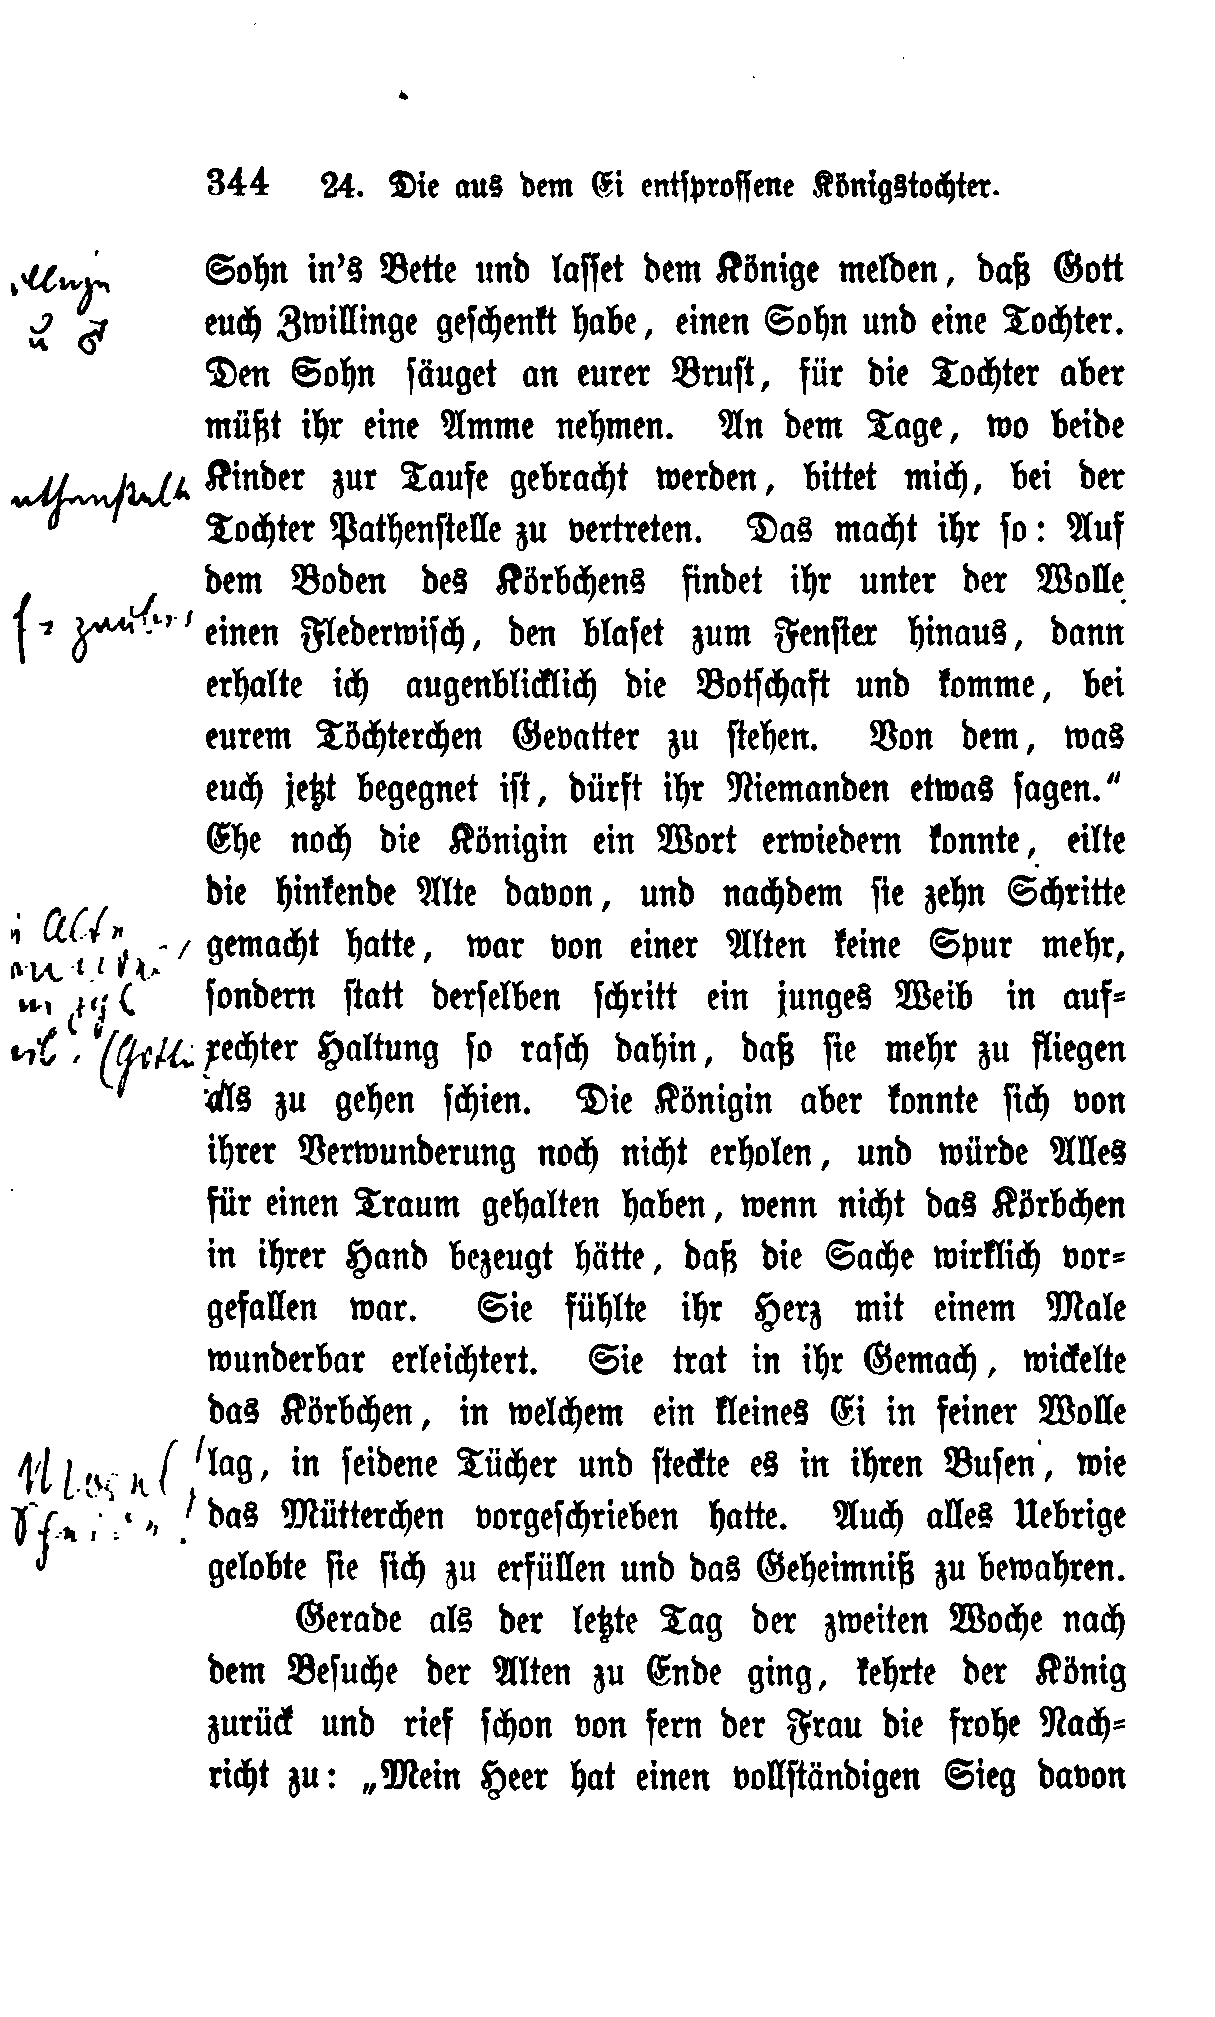 344 24. Die aus dem Ei entsprossene Königstochter.
Sohn in's Bette und lasset dem Könige melden, daß Gott
euch Zwillinge geschenkt habe, einen Sohn und eine Tochter.
Den Sohn säuget an eurer Brust, für die Tochter aber
müßt ihr eine Amme nehmen. An dem Tage, wo beide
Kinder zur Taufe gebracht werden, bittet mich, bei der
Tochter Pathenstelle zu vertreten. Das macht ihr so: Auf
dem Boden des Körbchens findet ihr unter der Wolle
einen Flederwisch, den blaset zum Fenster hinaus, dann
erhalte ich augenblicklich die Botschaft und komme, bei
eurem Töchterchen Gevatter zu stehen. Von dem, was
euch jetzt begegnet ist, dürft ihr Niemanden etwas sagen.“
Ehe noch die Königin ein Wort erwiedern konnte, eilte
die hinkende Alte davon, und nachdem sie zehn Schritte
gemacht hatte, war von einer Alten keine Spur mehr,
sondern statt derselben schritt ein junges Weib in auf=
rechter Haltung so rasch dahin, daß sie mehr zu fliegen
als zu gehen schien. Die Königin aber konnte sich von
ihrer Verwunderung noch nicht erholen, und würde Alles
für einen Traum gehalten haben, wenn nicht das Körbchen
in ihrer Hand bezeugt hätte, daß die Sache wirklich vor=
gefallen war. Sie fühlte ihr Herz mit einem Male
wunderbar erleichtert. Sie trat in ihr Gemach, wickelte
das Körbchen, in welchem ein kleines Ei in feiner Wolle
lag, in seidene Tücher und steckte es in ihren Busen, wie
das Mütterchen vorgeschrieben hatte. Auch alles Uebrige
gelobte sie sich zu erfüllen und das Geheimniß zu bewahren.
Gerade als der letzte Tag der zweiten Woche nach
dem Besuche der Alten zu Ende ging, kehrte der König
zurück und rief schon von fern der Frau die frohe Nach=
richt zu: „Mein Heer hat einen vollständigen Sieg davon